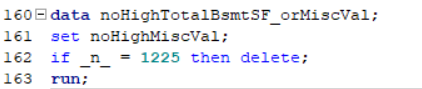 160 data noHighTotalBsmtSF_orMiscVal;
161 set noHighMiscVal;
162 if _n_ = 1225 then delete;
163 run;